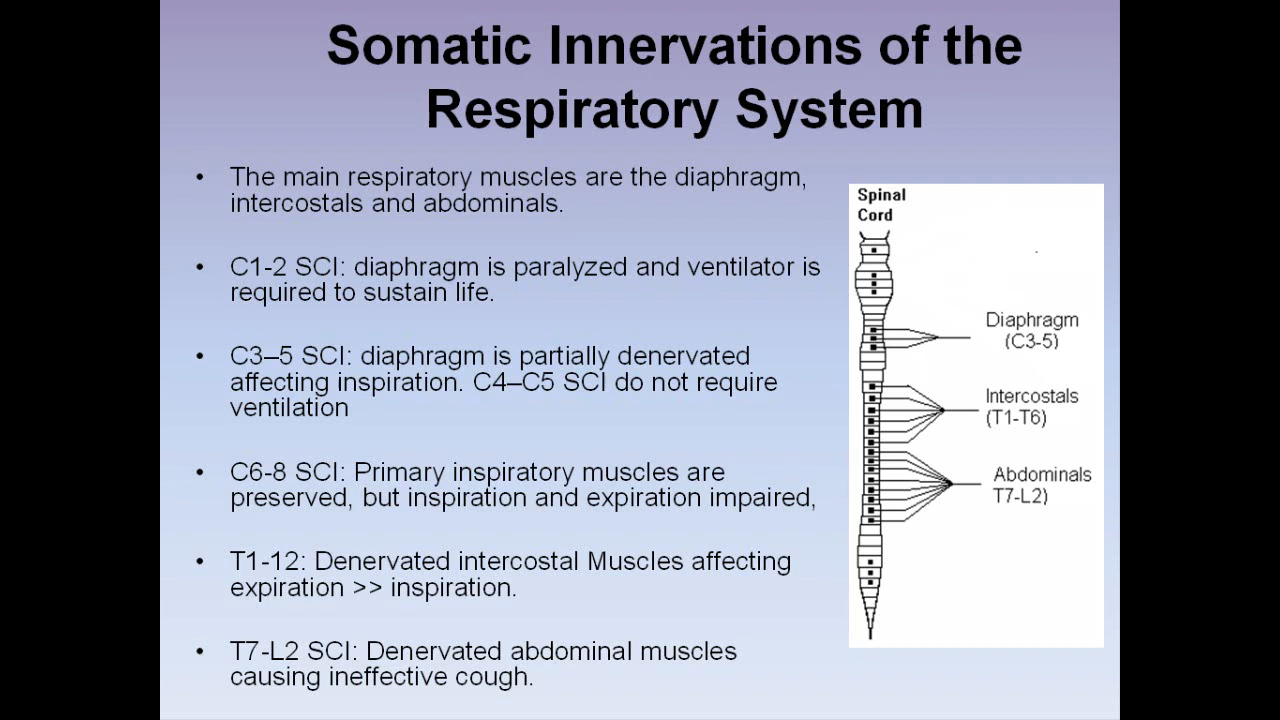 Somatic Innervations of the
Respiratory System
• The main respiratory muscles are the diaphragm,
intercostals and abdominals.
• C1-2 SCI: diaphragm is paralyzed and ventilator is
required to sustain life.
• C3–5 SCI: diaphragm is partially denervated
affecting inspiration. C4–C5 SCI do not require
ventilation
• C6-8 SCI: Primary inspiratory muscles are
preserved, but inspiration and expiration impaired,
• T1-12: Denervated intercostal Muscles affecting
expiration >> inspiration.
• T7-L2 SCI: Denervated abdominal muscles
causing ineffective cough.
Spinal
Cord
Diaphragm
(C3-5)
Intercostals
(T1-T6)
Abdominals
T7-L2)